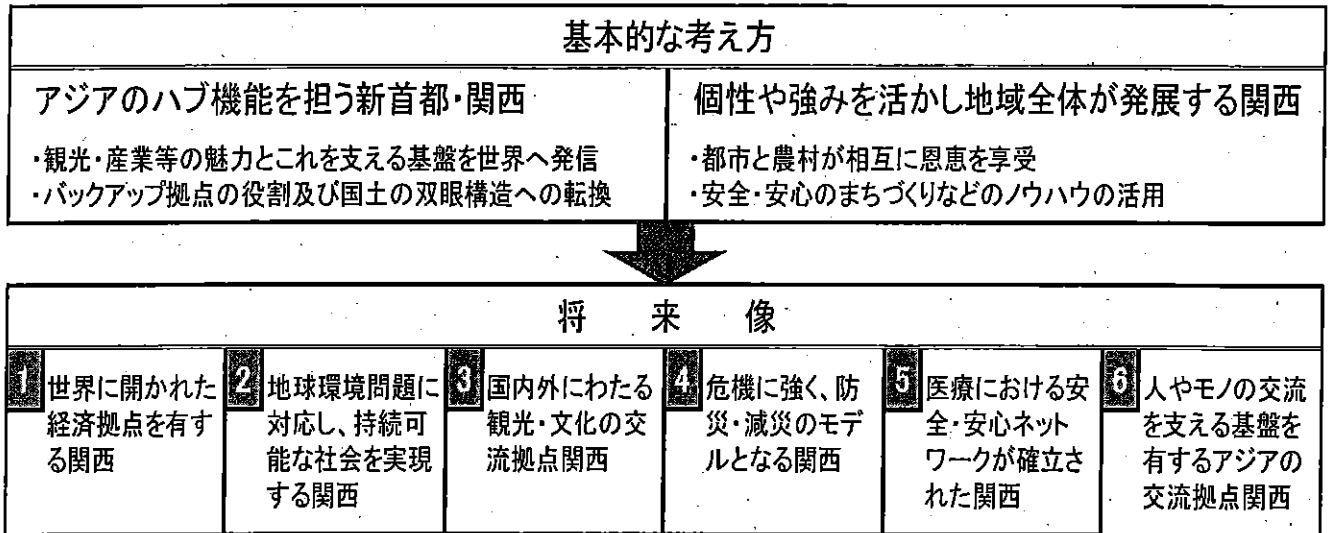 基本的な考え方
アジアのハブ機能を担う新首都・関西
・観光・産業等の魅力とこれを支える基盤を世界へ発信
・バックアップ拠点の役割及び国土の双眼構造への転換
個性や強みを活かし地域全体が発展する関西
・都市と農村が相互に恩恵を享受
・安全・安心のまちづくりなどのノウハウの活用
将来像
1
世界に開かれた
経済拠点を有す
る関西
2
地球環境問題に
対応し、持続可
能な社会を実現
する関西
3
国内外にわたる
観光・文化の交
流拠点関西
4
危機に強く、防
災・減災のモデ
ルとなる関西
5
医療における安
全・安心ネット
ワークが確立さ
れた関西
6
人やモノの交流
を支える基盤を
有するアジアの
交流拠点関西